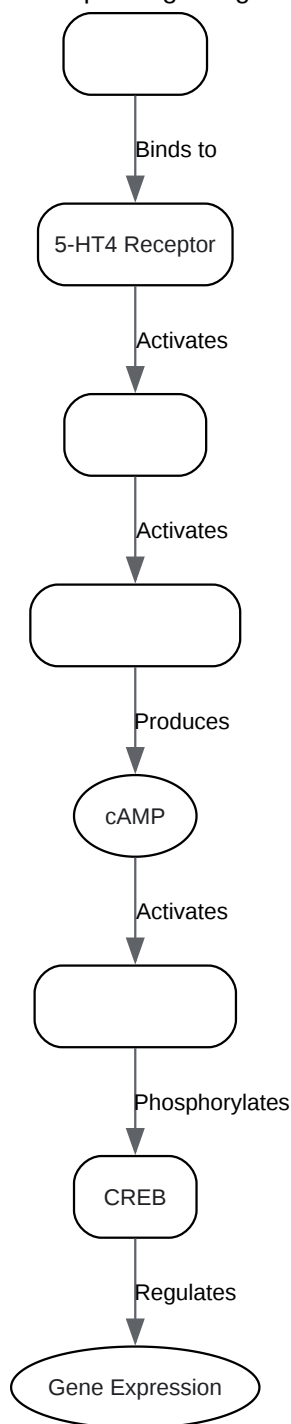 Binds to
5-HT4 Receptor
Activates
Activates
Produces
cAMP
Activates
Phosphorylates
CREB
Regulates
Gene Expression